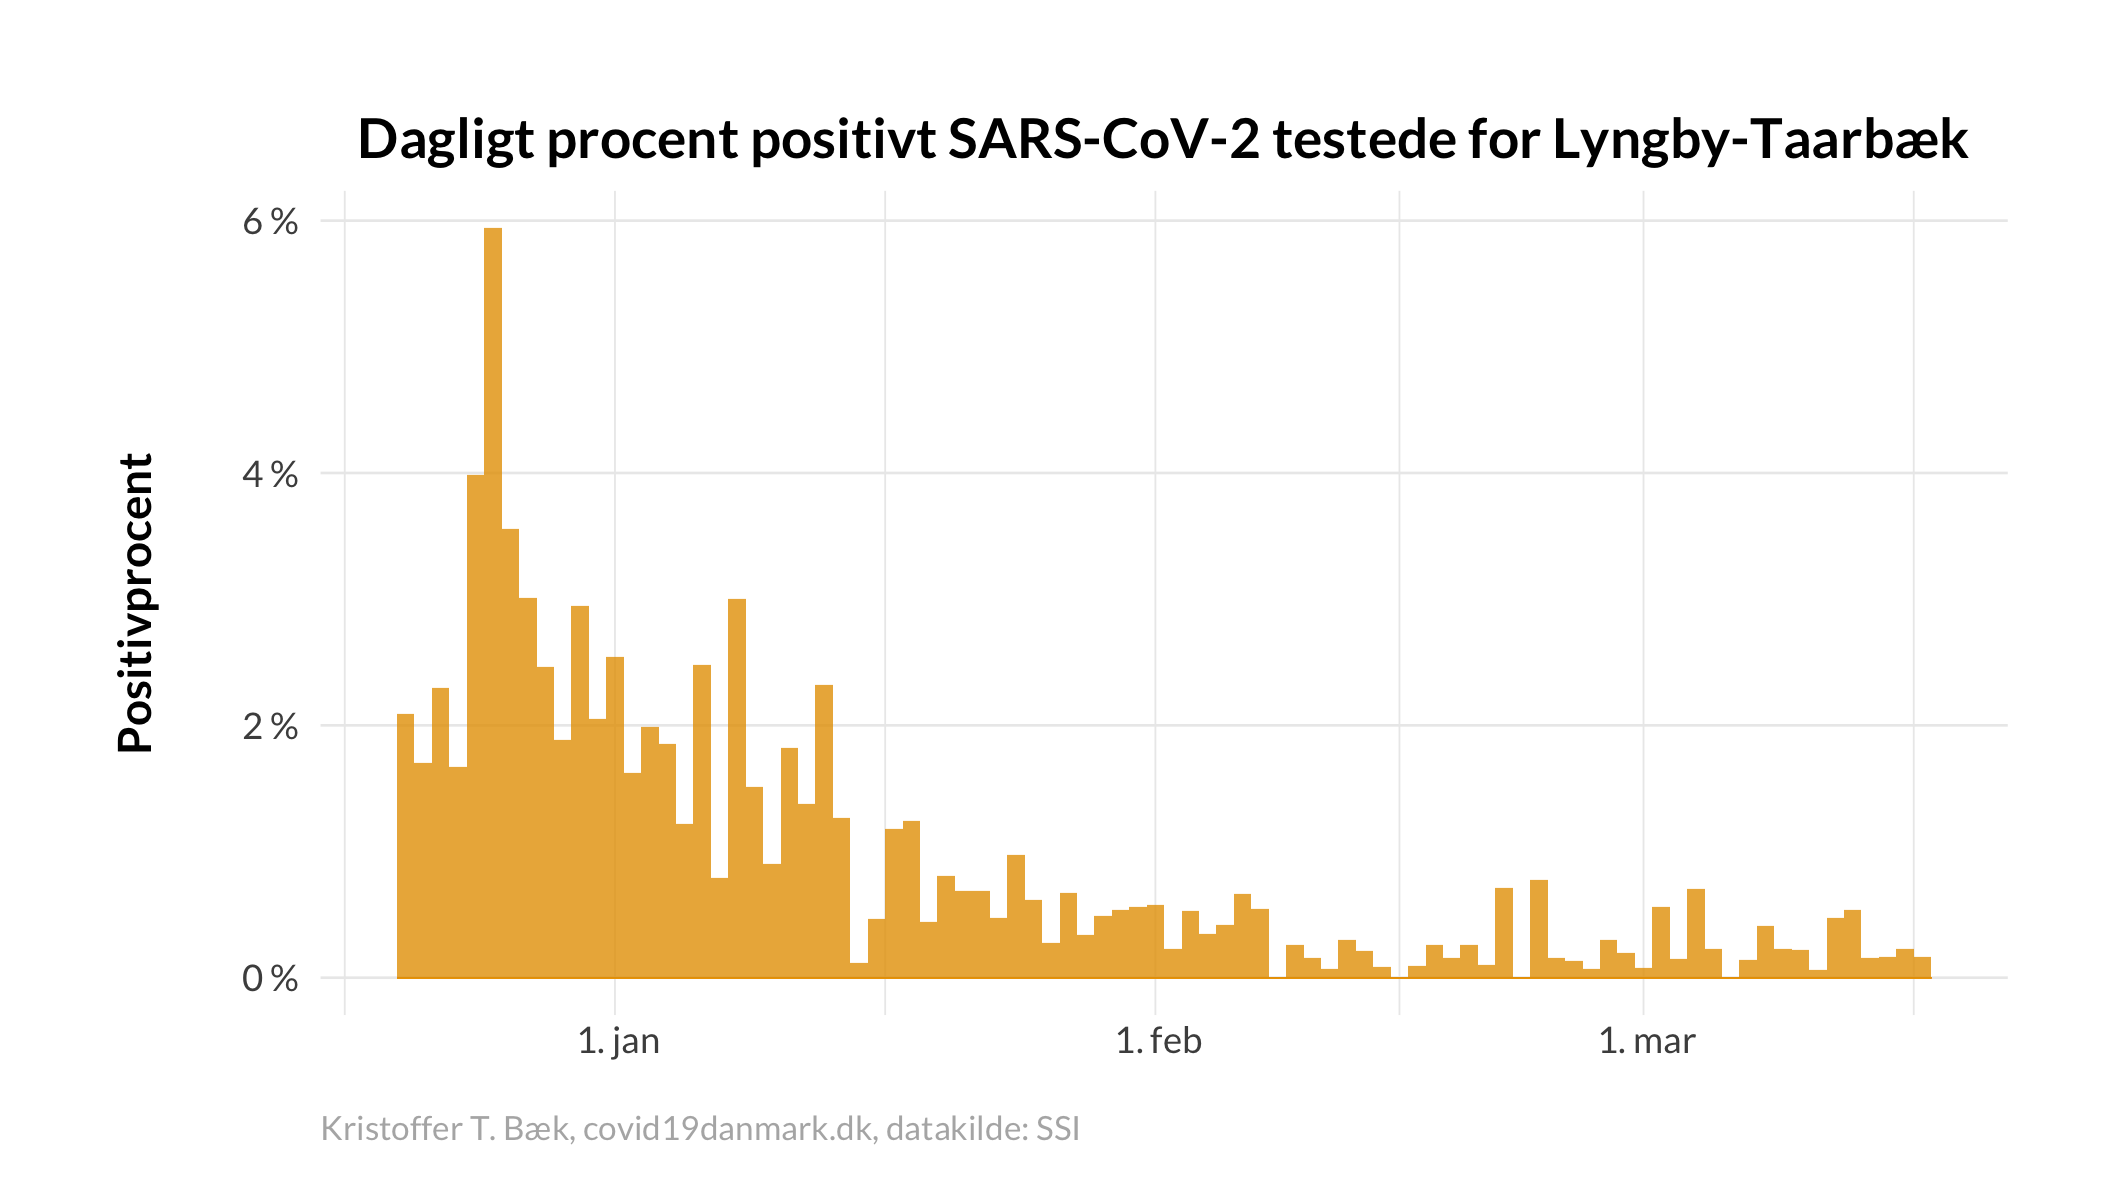 Dagligt procent positivt SARS-CoV-2 testede for Lyngby-Taarbæk
Positivprocent
6 %
4 %
2 %
0 %
1. jan
1. feb
1. mar
Kristoffer T. Bæk, covid19danmark.dk, datakilde: SSI